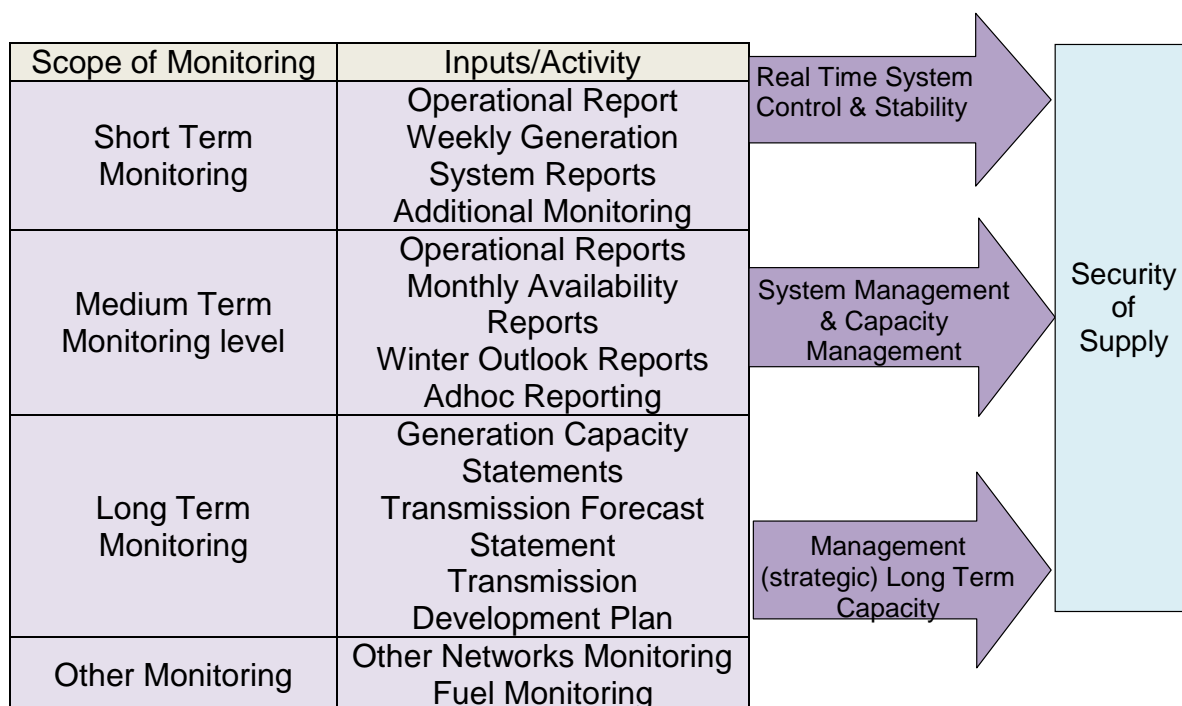 Scope of Monitoring
Inputs/Activity
Short Term
Monitoring
Operational Report
Weekly Generation
System Reports
Additional Monitoring
Medium Term
Monitoring level
Operational Reports
Monthly Availability
Reports
Winter Outlook Reports
Adhoc Reporting
Long Term
Monitoring
Generation Capacity
Statements
Transmission Forecast
Statement
Transmission
Development Plan
Other Monitoring
Other Networks Monitoring
Fuel Monitoring
Real Time System
Control & Stability
System Management
& Capacity
Management
Management
(strategic) Long Term
Capacity
Security
of
Supply